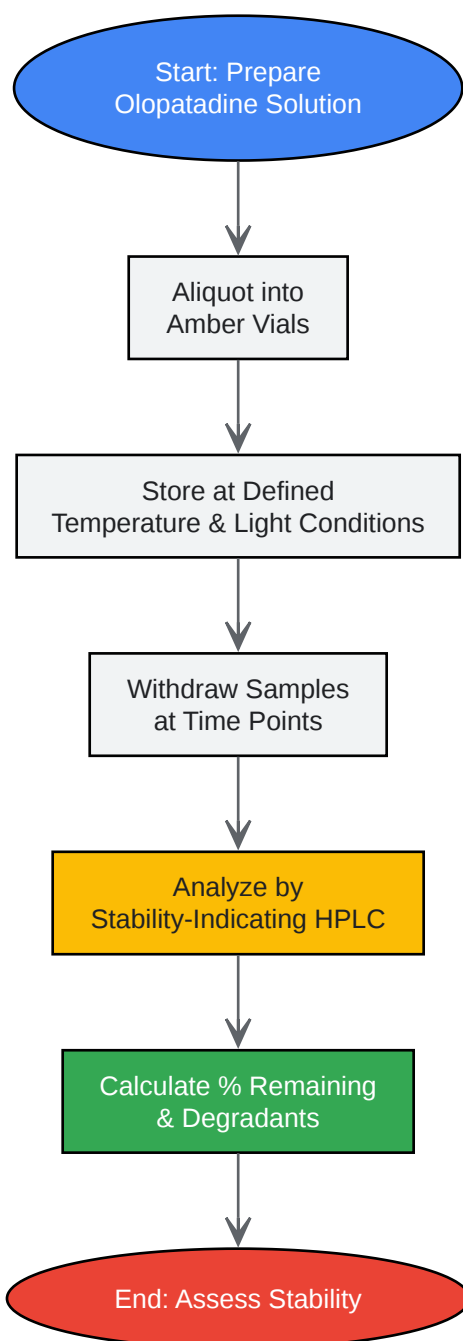 Start: Prepare
Olopatadine Solution
Aliquot into
Amber Vials
Store at Defined
Temperature & Light Conditions
Withdraw Samples
at Time Points
Analyze by
Stability-Indicating HPLC
Calculate % Remaining
& Degradants
End: Assess Stability